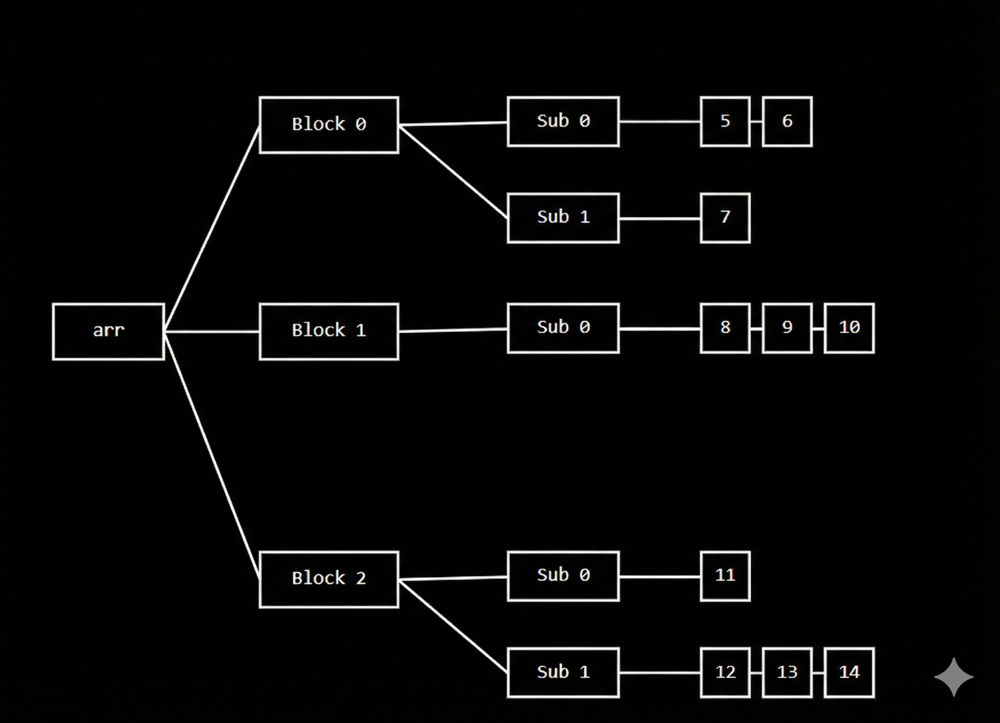 Block 0 Sub 0 5 6
Sub 1 7
arr Block 1 Sub 0 8 9 10
Block 2 Sub 0 11
Sub 1 12 13 14